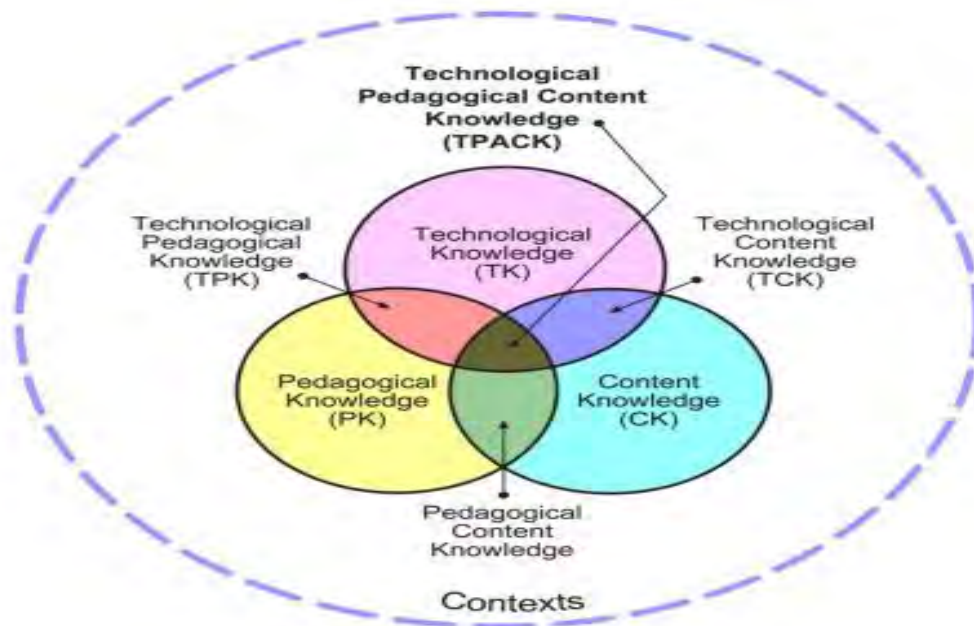 Technological
Pedagogical Content
Knowledge
(TPACK)
Technological
Pedagogical
Knowledge
(TPK)
Technological
Knowledge
(TK)
Technological
Content
Knowledge
(TCK)
Pedagogical
Knowledge
(PK)
Content
Knowledge
(CK)
Pedagogical
Content
Knowledge
Contexts